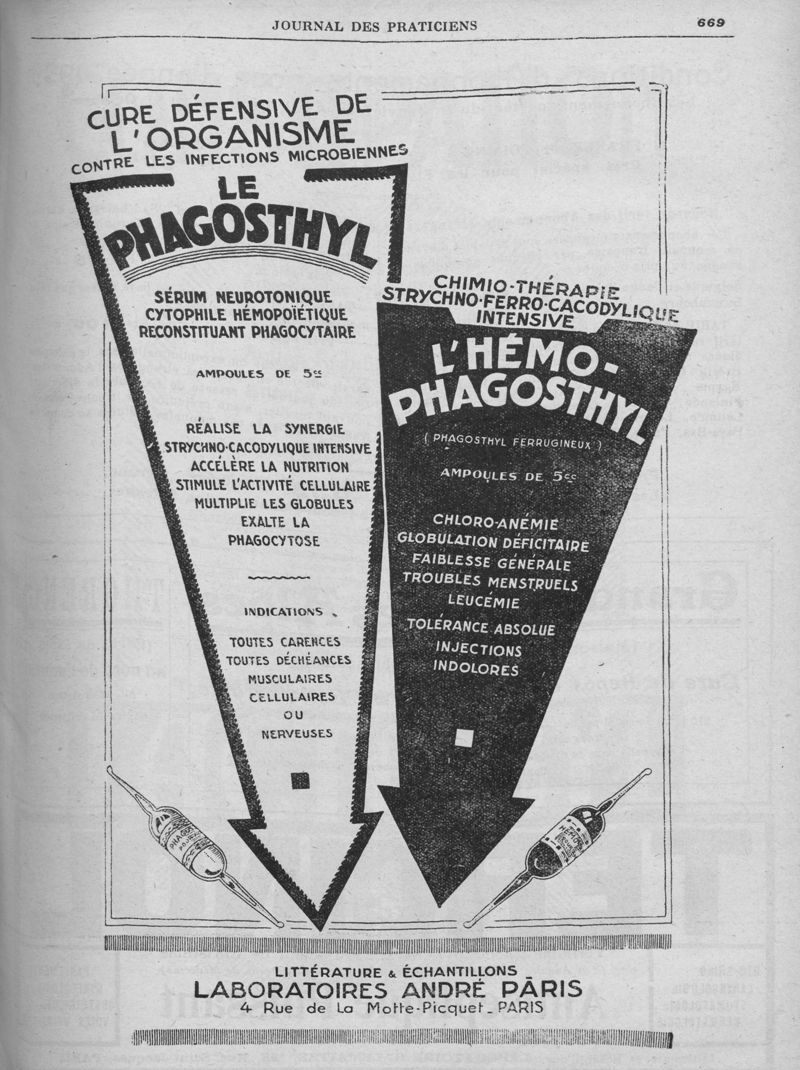 JOURNAL DES PRATICIENS
669
CURE DÉFENSIVE DE
L'ORGANISME
CONTRE LES INFECTIONS MICROBIENNES
LE
PHAGOSTHYL
SÉRUM NEUROTONIQUE
CYTOPHILE HÉMOPOÏÉTIQUE
RECONSTITUANT PHAGOCYTAIRE
AMPOULES DE 5cc
RÉALISE LA SYNERGIE
STRYCHNO-CACODYLIQUE INTENSIVE
ACCÉLÈRE LA NUTRITION
STIMULE L'ACTIVITÉ CELLULAIRE
MULTIPLIE LES GLOBULES
EXALTE LA
PHAGOCYTOSE
INDICATIONS
TOUTES CARENCES
TOUTES DÉCHÉANCES
MUSCULAIRES
CELLULAIRES
OU
NERVEUSES
CHIMIO-THÉRAPIE
STRYCHNO-FERRO-CACODYLIQUE
INTENSIVE
L'HÉMO-
PHAGOSTHYL
(PHAGOSTHYL FERRUGINEUX)
AMPOULES DE 5cc
CHLORO-ANÉMIE
GLOBULATION DÉFICITAIRE
FAIBLESSE GÉNÉRALE
TROUBLES MENSTRUELS
LEUCÉMIE
TOLÉRANCE ABSOLUE
INJECTIONS
INDOLORES
LITTÉRATURE & ÉCHANTILLONS
LABORATOIRES ANDRÉ PÂRIS
4 Rue de La Motte-Picquet_PARIS